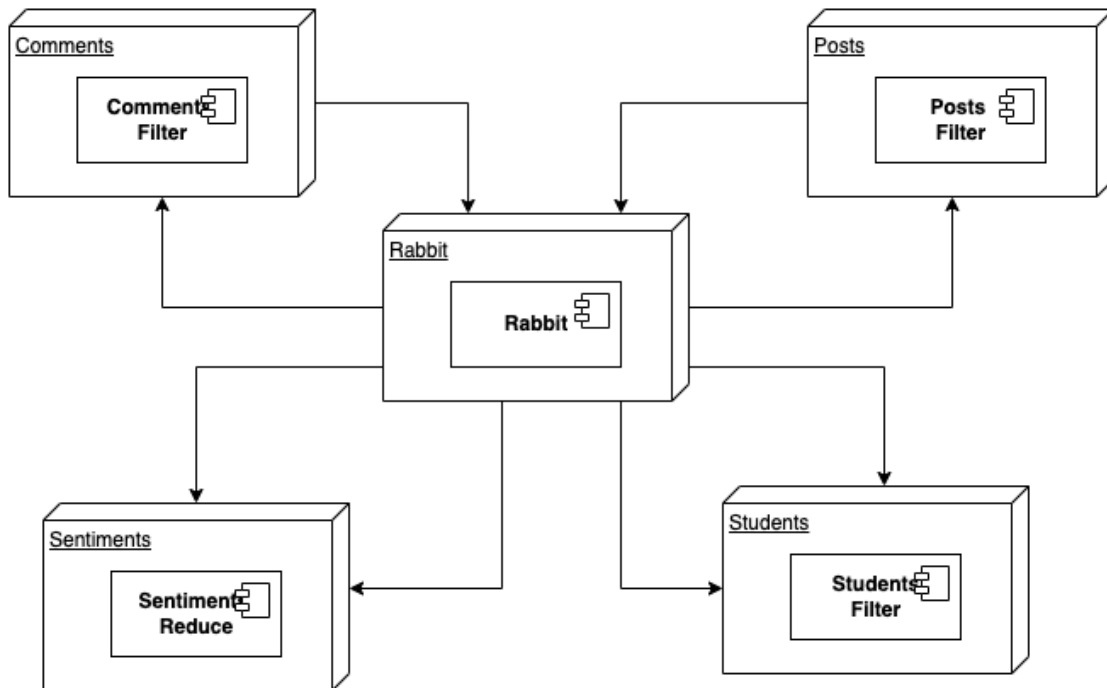 Comments
Comments
Filter
Posts
Posts
Filter
Rabbit
Rabbit
Sentiments
Sentiments
Reduce
Students
Students
Filter